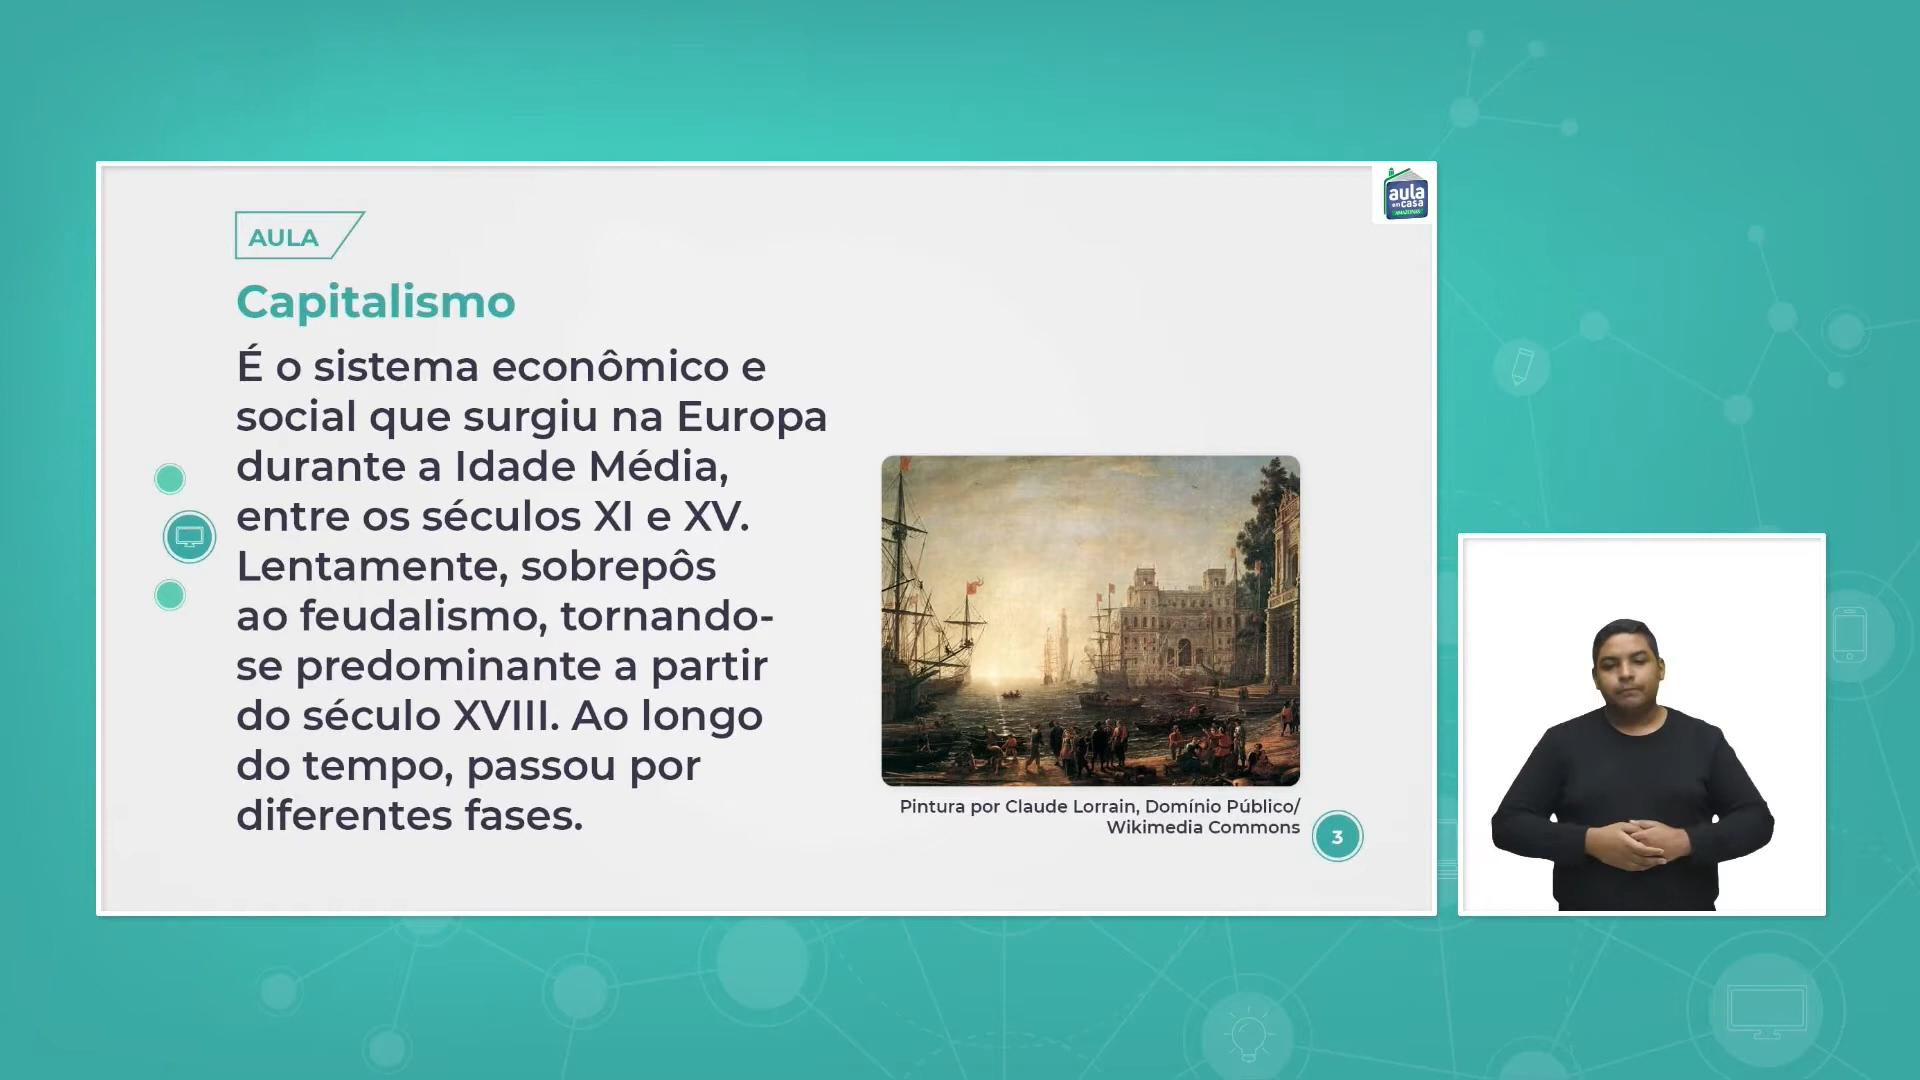 aula
em casa
AMAZONAS
AULA
Capitalismo
É o sistema econômico e
social que surgiu na Europa
durante a Idade Média,
entre os séculos XI e XV.
Lentamente, sobrepôs
ao feudalismo, tornando-
se predominante a partir
do século XVIII. Ao longo
do tempo, passou por
diferentes fases.
Pintura por Claude Lorrain, Domínio Público/
Wikimedia Commons
3